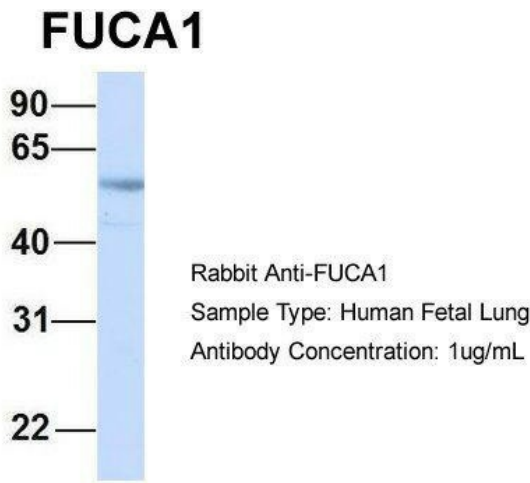 FUCA1
90
65
40
31
22
Rabbit Anti-FUCA1
Sample Type: Human Fetal Lung
Antibody Concentration: 1ug/mL